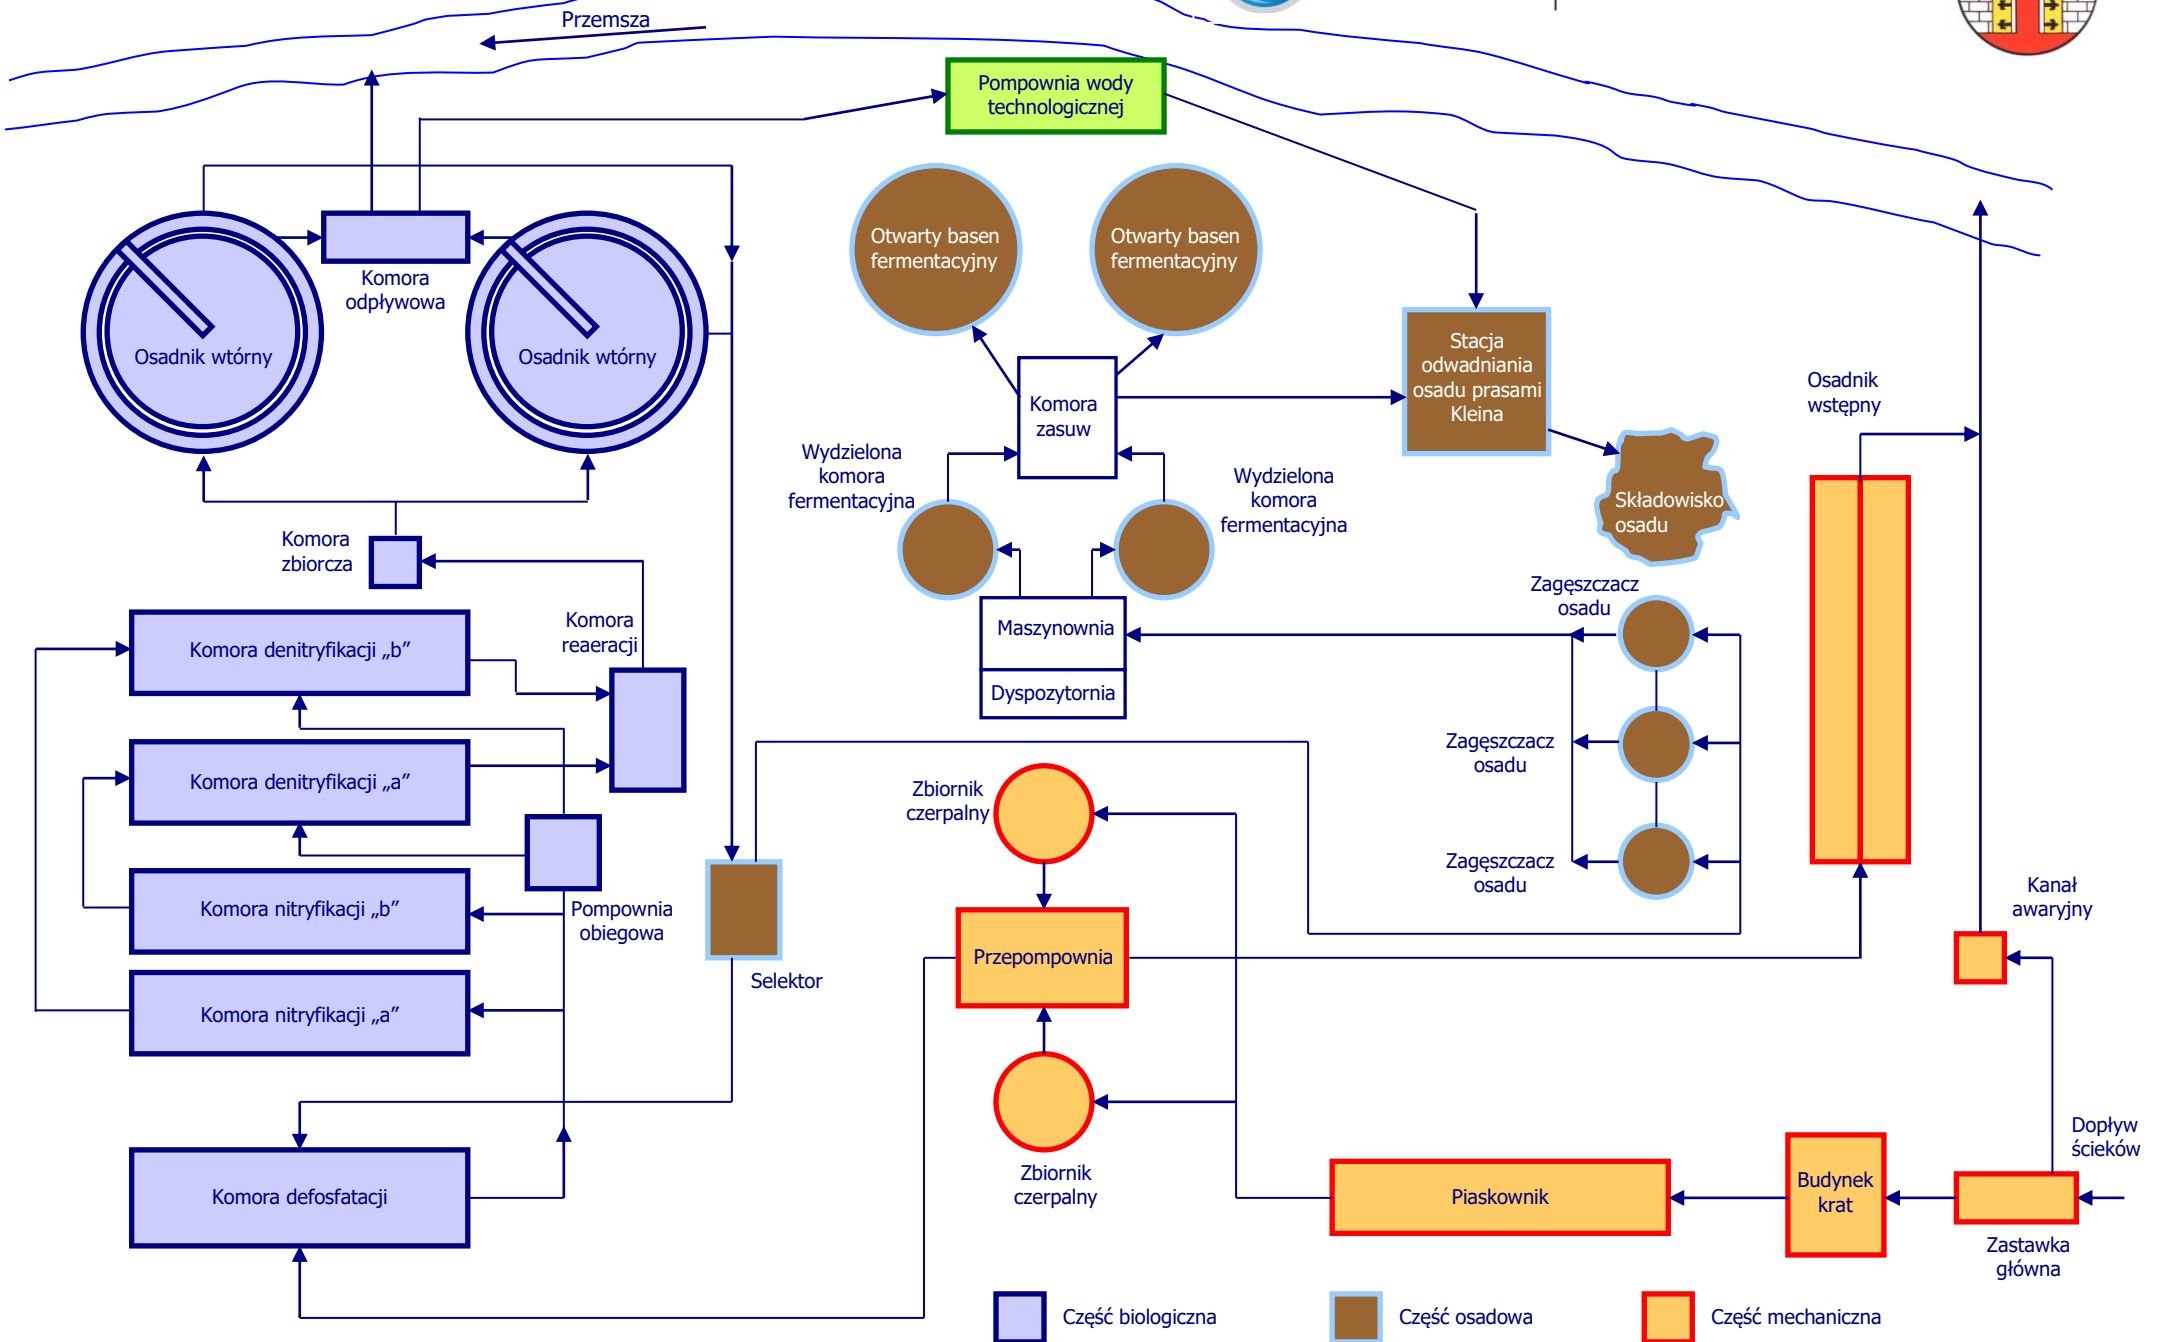 Przemsza
Pompownia wody
technologicznej
Komora
odpływowa
Otwarty basen
fermentacyjny
Otwarty basen
fermentacyjny
Osadnik wtórny
Osadnik wtórny
Stacja
odwadniania
osadu prasami
Kleina
Osadnik
wstępny
Komora
zasuw
Wydzielona
komora
fermentacyjna
Wydzielona
komora
fermentacyjna
Składowisko
osadu
Komora
zbiorcza
Zagęszczacz
osadu
Komora
reaeracji
Maszynownia
Komora denitryfikacji „b”
Dyspozytornia
Zagęszczacz
osadu
Komora denitryfikacji „a”
Zbiornik
czerpalny
Zagęszczacz
osadu
Kanał
awaryjny
Komora nitryfikacji „b”
Pompownia
obiegowa
Przepompownia
Selektor
Komora nitryfikacji „a”
Dopływ
ścieków
Zbiornik
czerpalny
Budynek
krat
Komora defosfatacji
Piaskownik
Zastawka
główna
Część biologiczna
Część osadowa
Część mechaniczna